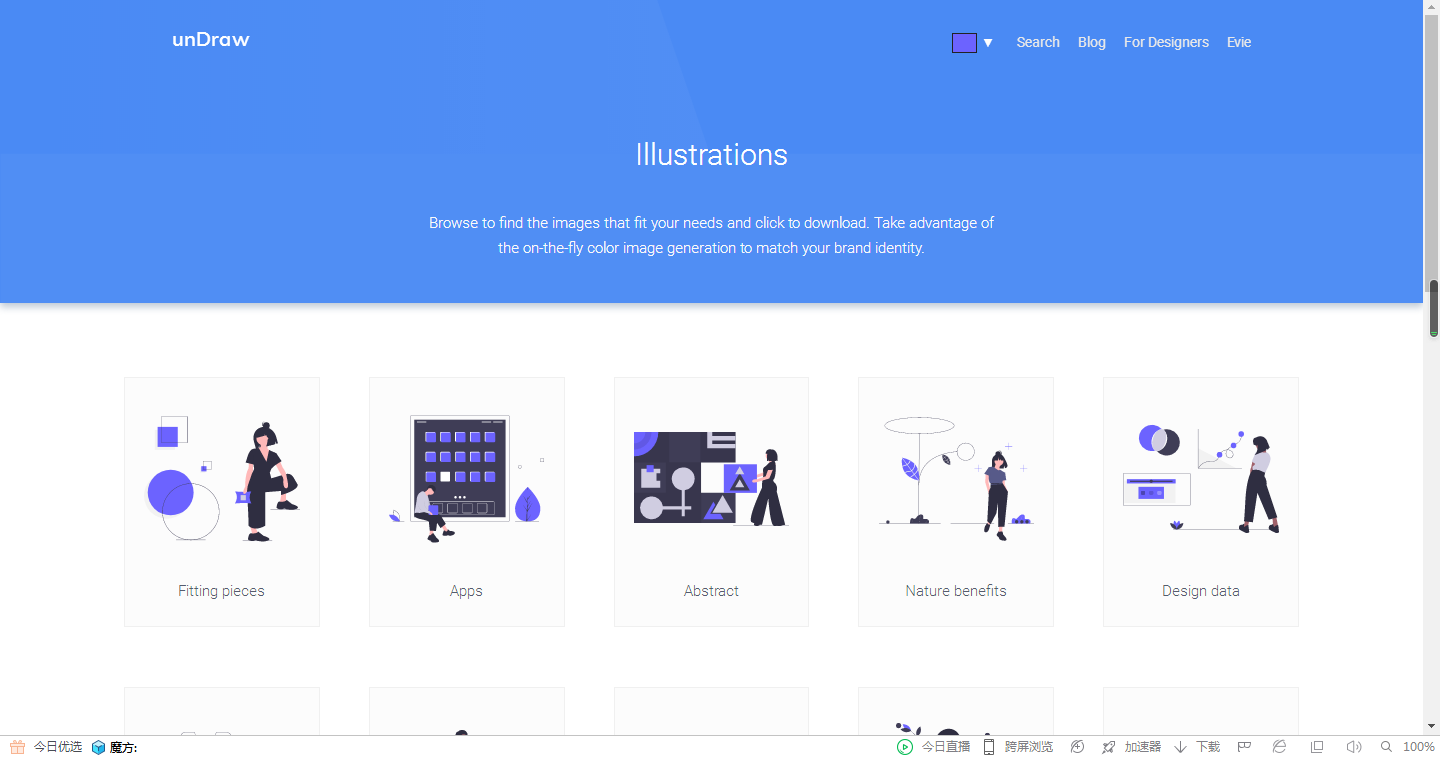 unDraw
▼ Search Blog For Designers Evie
Illustrations
Browse to find the images that fit your needs and click to download. Take advantage of
the on-the-fly color image generation to match your brand identity.
Fitting pieces
Apps
Abstract
Nature benefits
Design data
今日优选 魔方:
今日直播 跨屏浏览 加速器 下载 100%